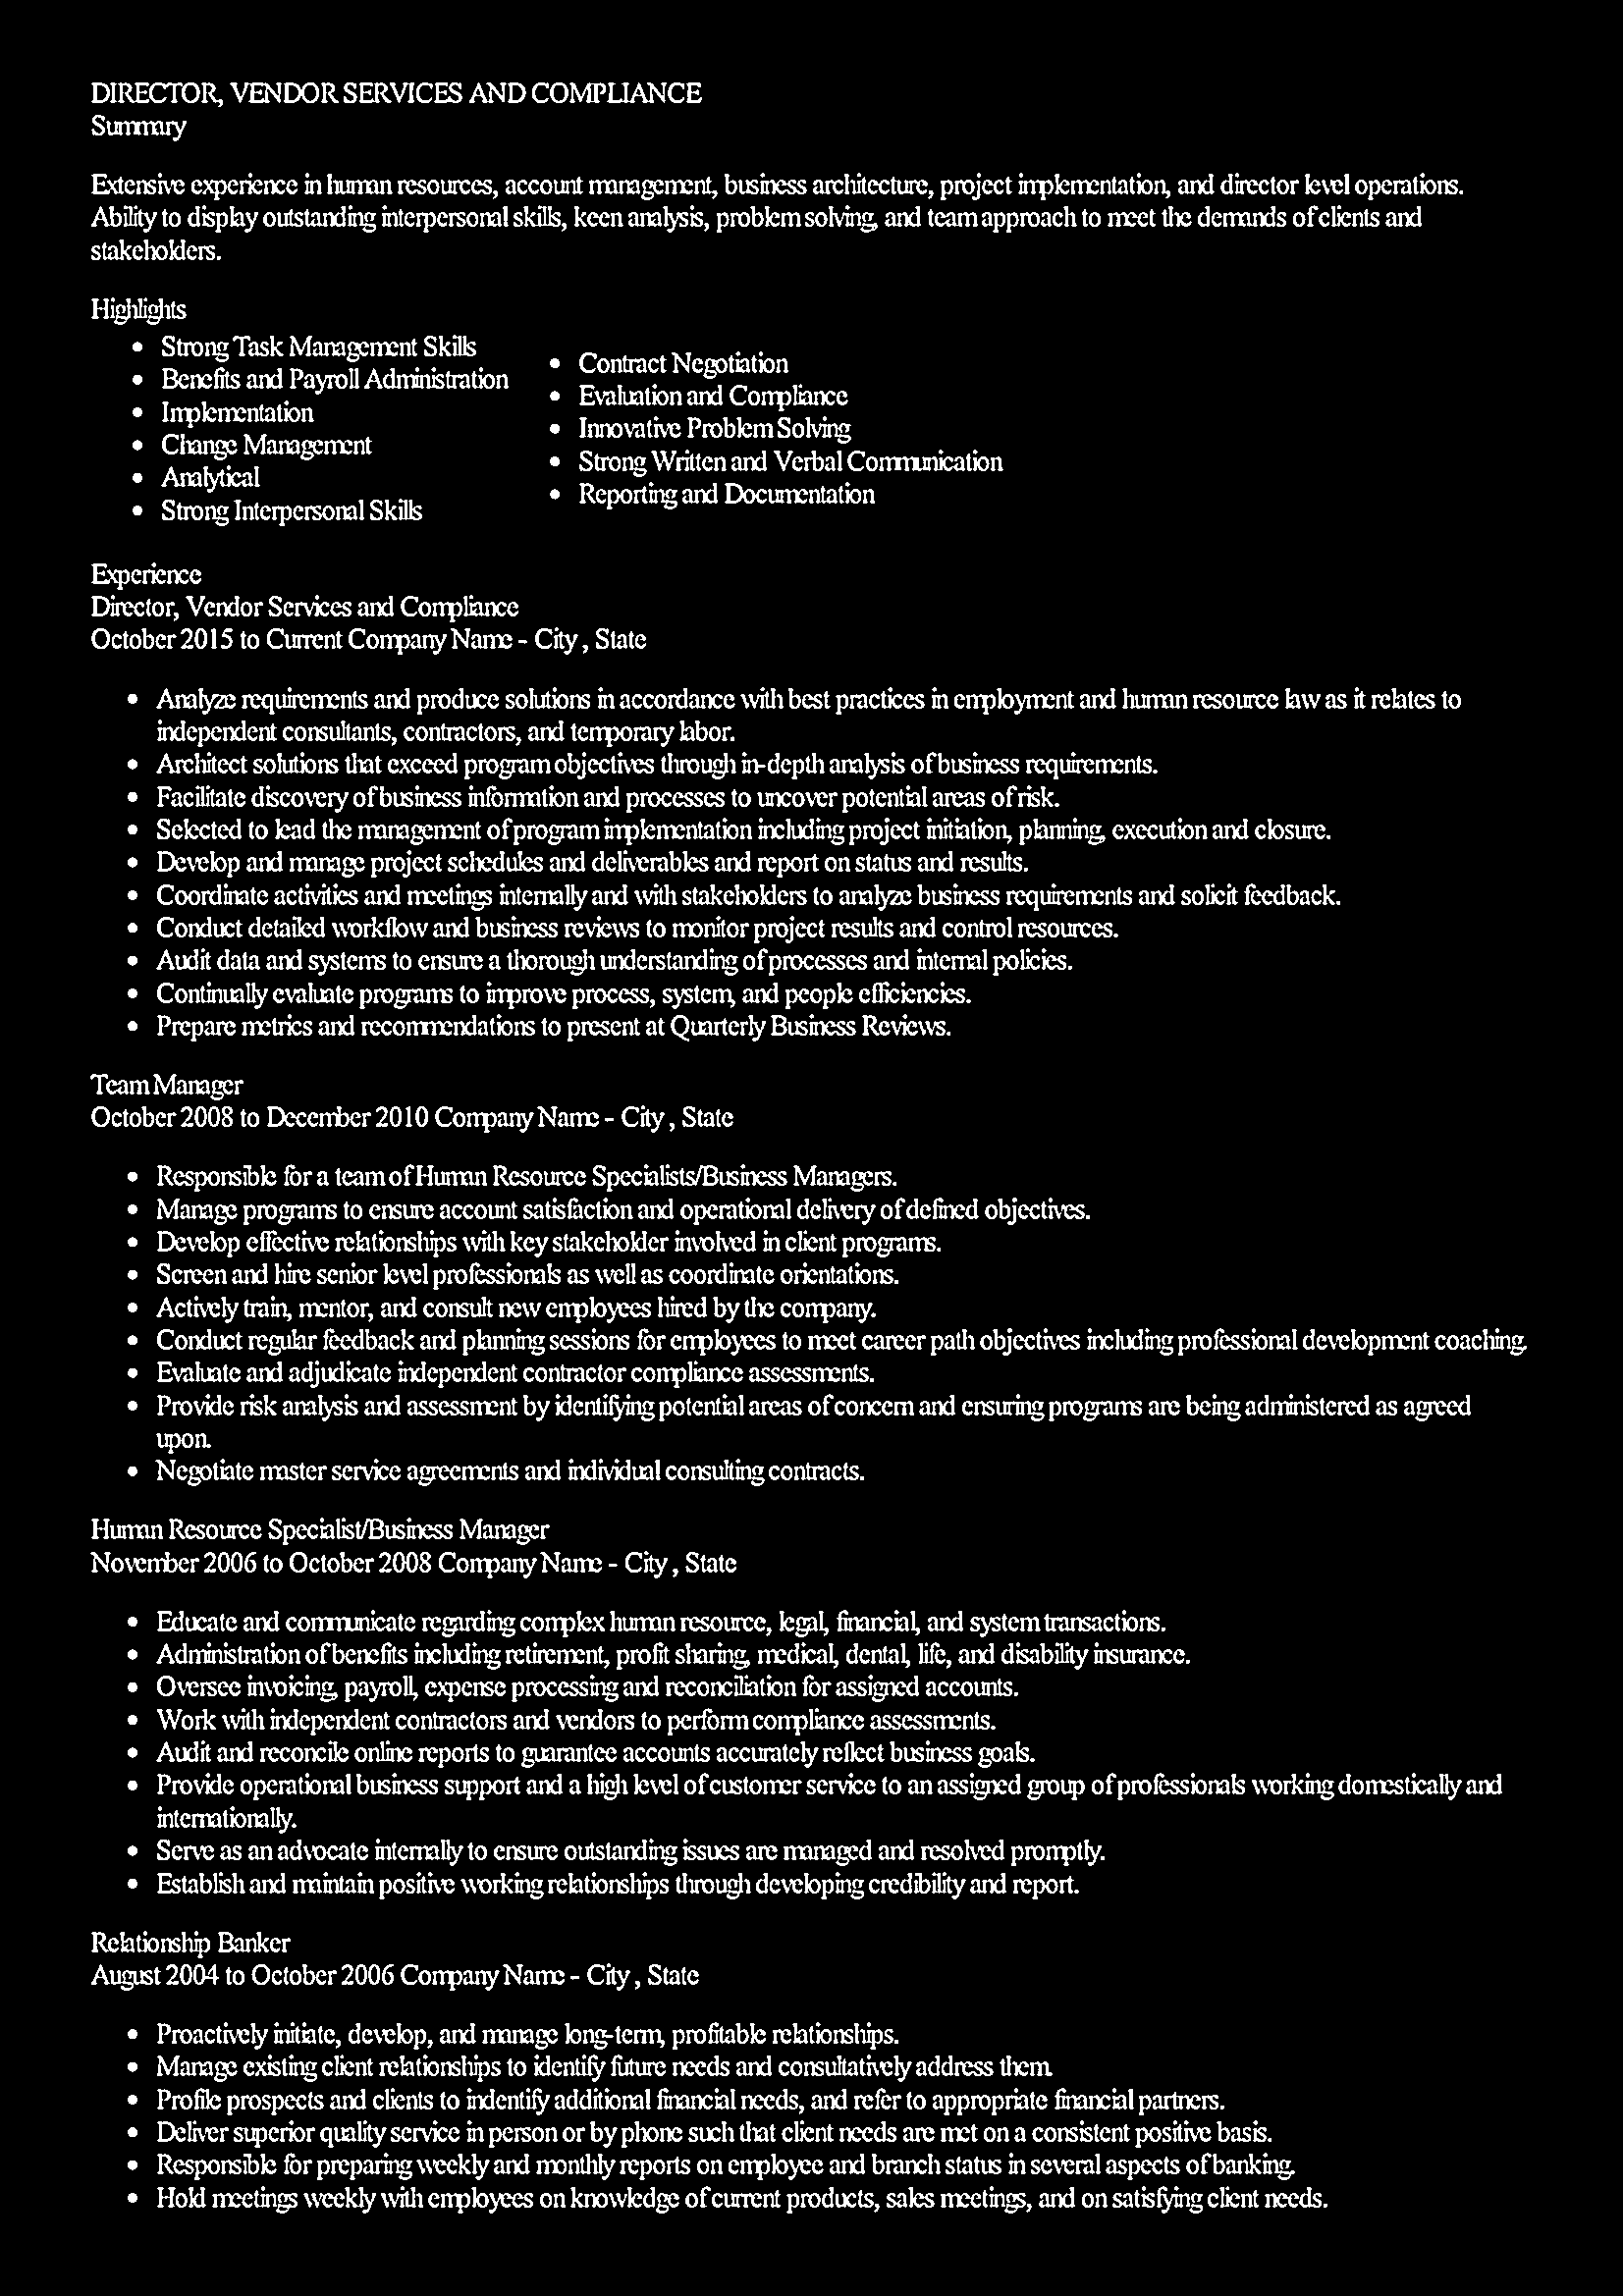 DIRECTOR, VENDOR SERVICES AND COMPLIANCE
Summary
Extensive experience in human resources, account management, business architecture, project implementation, and director level operations.
Ability to display outstanding interpersonal skills, keen analysis, problem solving, and team approach to meet the demands of clients and
stakeholders.
Highlights
• Strong Task Management Skills
• Benefits and Payroll Administration
• Implementation
• Change Management
• Analytical
• Strong Interpersonal Skills
• Contract Negotiation
• Evaluation and Compliance
• Innovative Problem Solving
• Strong Written and Verbal Communication
• Reporting and Documentation
Experience
Director, Vendor Services and Compliance
October 2015 to Current Company Name - City , State
• Analyze requirements and produce solutions in accordance with best practices in employment and human resource law as it relates to
independent consultants, contractors, and temporary labor.
• Architect solutions that exceed program objectives through in-depth analysis of business requirements.
• Facilitate discovery of business information and processes to uncover potential areas of risk.
• Selected to lead the management of program implementation including project initiation, planning, execution and closure.
• Develop and manage project schedules and deliverables and report on status and results.
• Coordinate activities and meetings internally and with stakeholders to analyze business requirements and solicit feedback.
• Conduct detailed workflow and business reviews to monitor project results and control resources.
• Audit data and systems to ensure a thorough understanding of processes and internal policies.
• Continually evaluate programs to improve process, system, and people efficiencies.
• Prepare metrics and recommendations to present at Quarterly Business Reviews.
Team Manager
October 2008 to December 2010 Company Name - City , State
• Responsible for a team of Human Resource Specialists/Business Managers.
• Manage programs to ensure account satisfaction and operational delivery of defined objectives.
• Develop effective relationships with key stakeholder involved in client programs.
• Screen and hire senior level professionals as well as coordinate orientations.
• Actively train, mentor, and consult new employees hired by the company.
• Conduct regular feedback and planning sessions for employees to meet career path objectives including professional development coaching.
• Evaluate and adjudicate independent contractor compliance assessments.
• Provide risk analysis and assessment by identifying potential areas of concern and ensuring programs are being administered as agreed
upon.
• Negotiate master service agreements and individual consulting contracts.
Human Resource Specialist/Business Manager
November 2006 to October 2008 Company Name - City , State
• Educate and communicate regarding complex human resource, legal, financial, and system transactions.
• Administration of benefits including retirement, profit sharing, medical, dental, life, and disability insurance.
• Oversee invoicing, payroll, expense processing and reconciliation for assigned accounts.
• Work with independent contractors and vendors to perform compliance assessments.
• Audit and reconcile online reports to guarantee accounts accurately reflect business goals.
• Provide operational business support and a high level of customer service to an assigned group of professionals working domestically and
internationally.
• Serve as an advocate internally to ensure outstanding issues are managed and resolved promptly.
• Establish and maintain positive working relationships through developing credibility and report.
Relationship Banker
August 2004 to October 2006 Company Name - City , State
• Proactively initiate, develop, and manage long-term, profitable relationships.
• Manage existing client relationships to identify future needs and consultatively address them.
• Profile prospects and clients to indentify additional financial needs, and refer to appropriate financial partners.
• Deliver superior quality service in person or by phone such that client needs are met on a consistent positive basis.
• Responsible for preparing weekly and monthly reports on employee and branch status in several aspects of banking.
• Hold meetings weekly with employees on knowledge of current products, sales meetings, and on satisfying client needs.